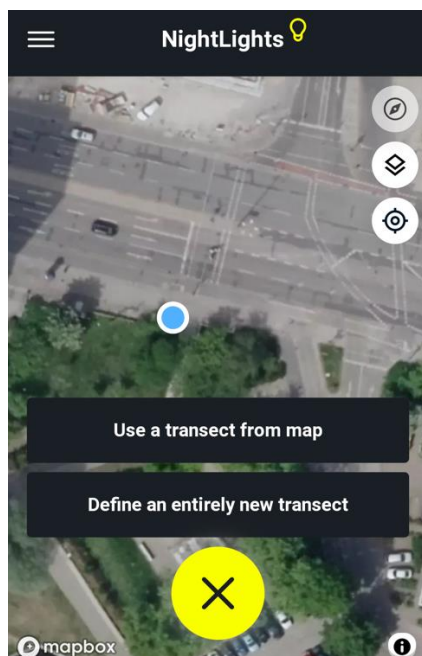 NightLights
Use a transect from map
Define an entirely new transect
mapbox